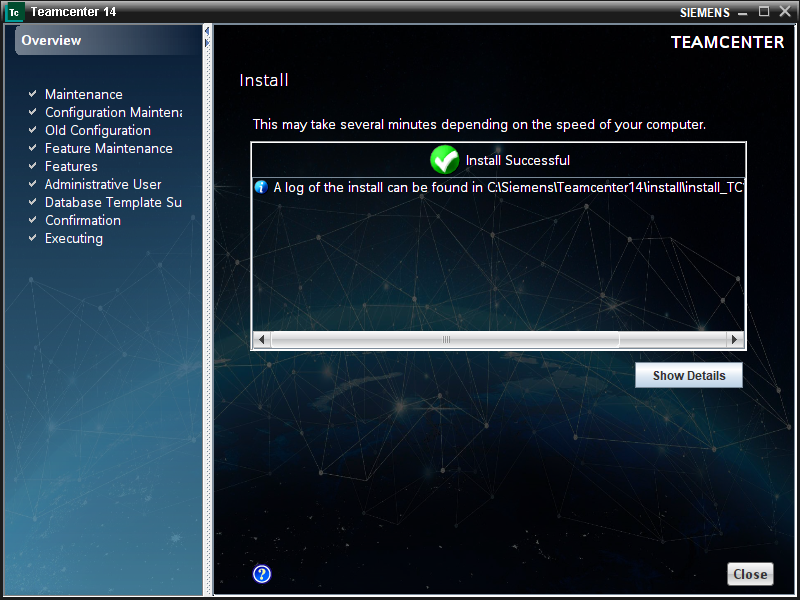 Tc Teamcenter 14 SIEMENS
Overview
TEAMCENTER
Install
Maintenance
Configuration Maintena
Old Configuration
Feature Maintenance
Features
Administrative User
Database Template Su
Confirmation
Executing
This may take several minutes depending on the speed of your computer.
Install Successful
A log of the install can be found in C:\Siemens\Teamcenter14\install\install_TC
Show Details
?
Close